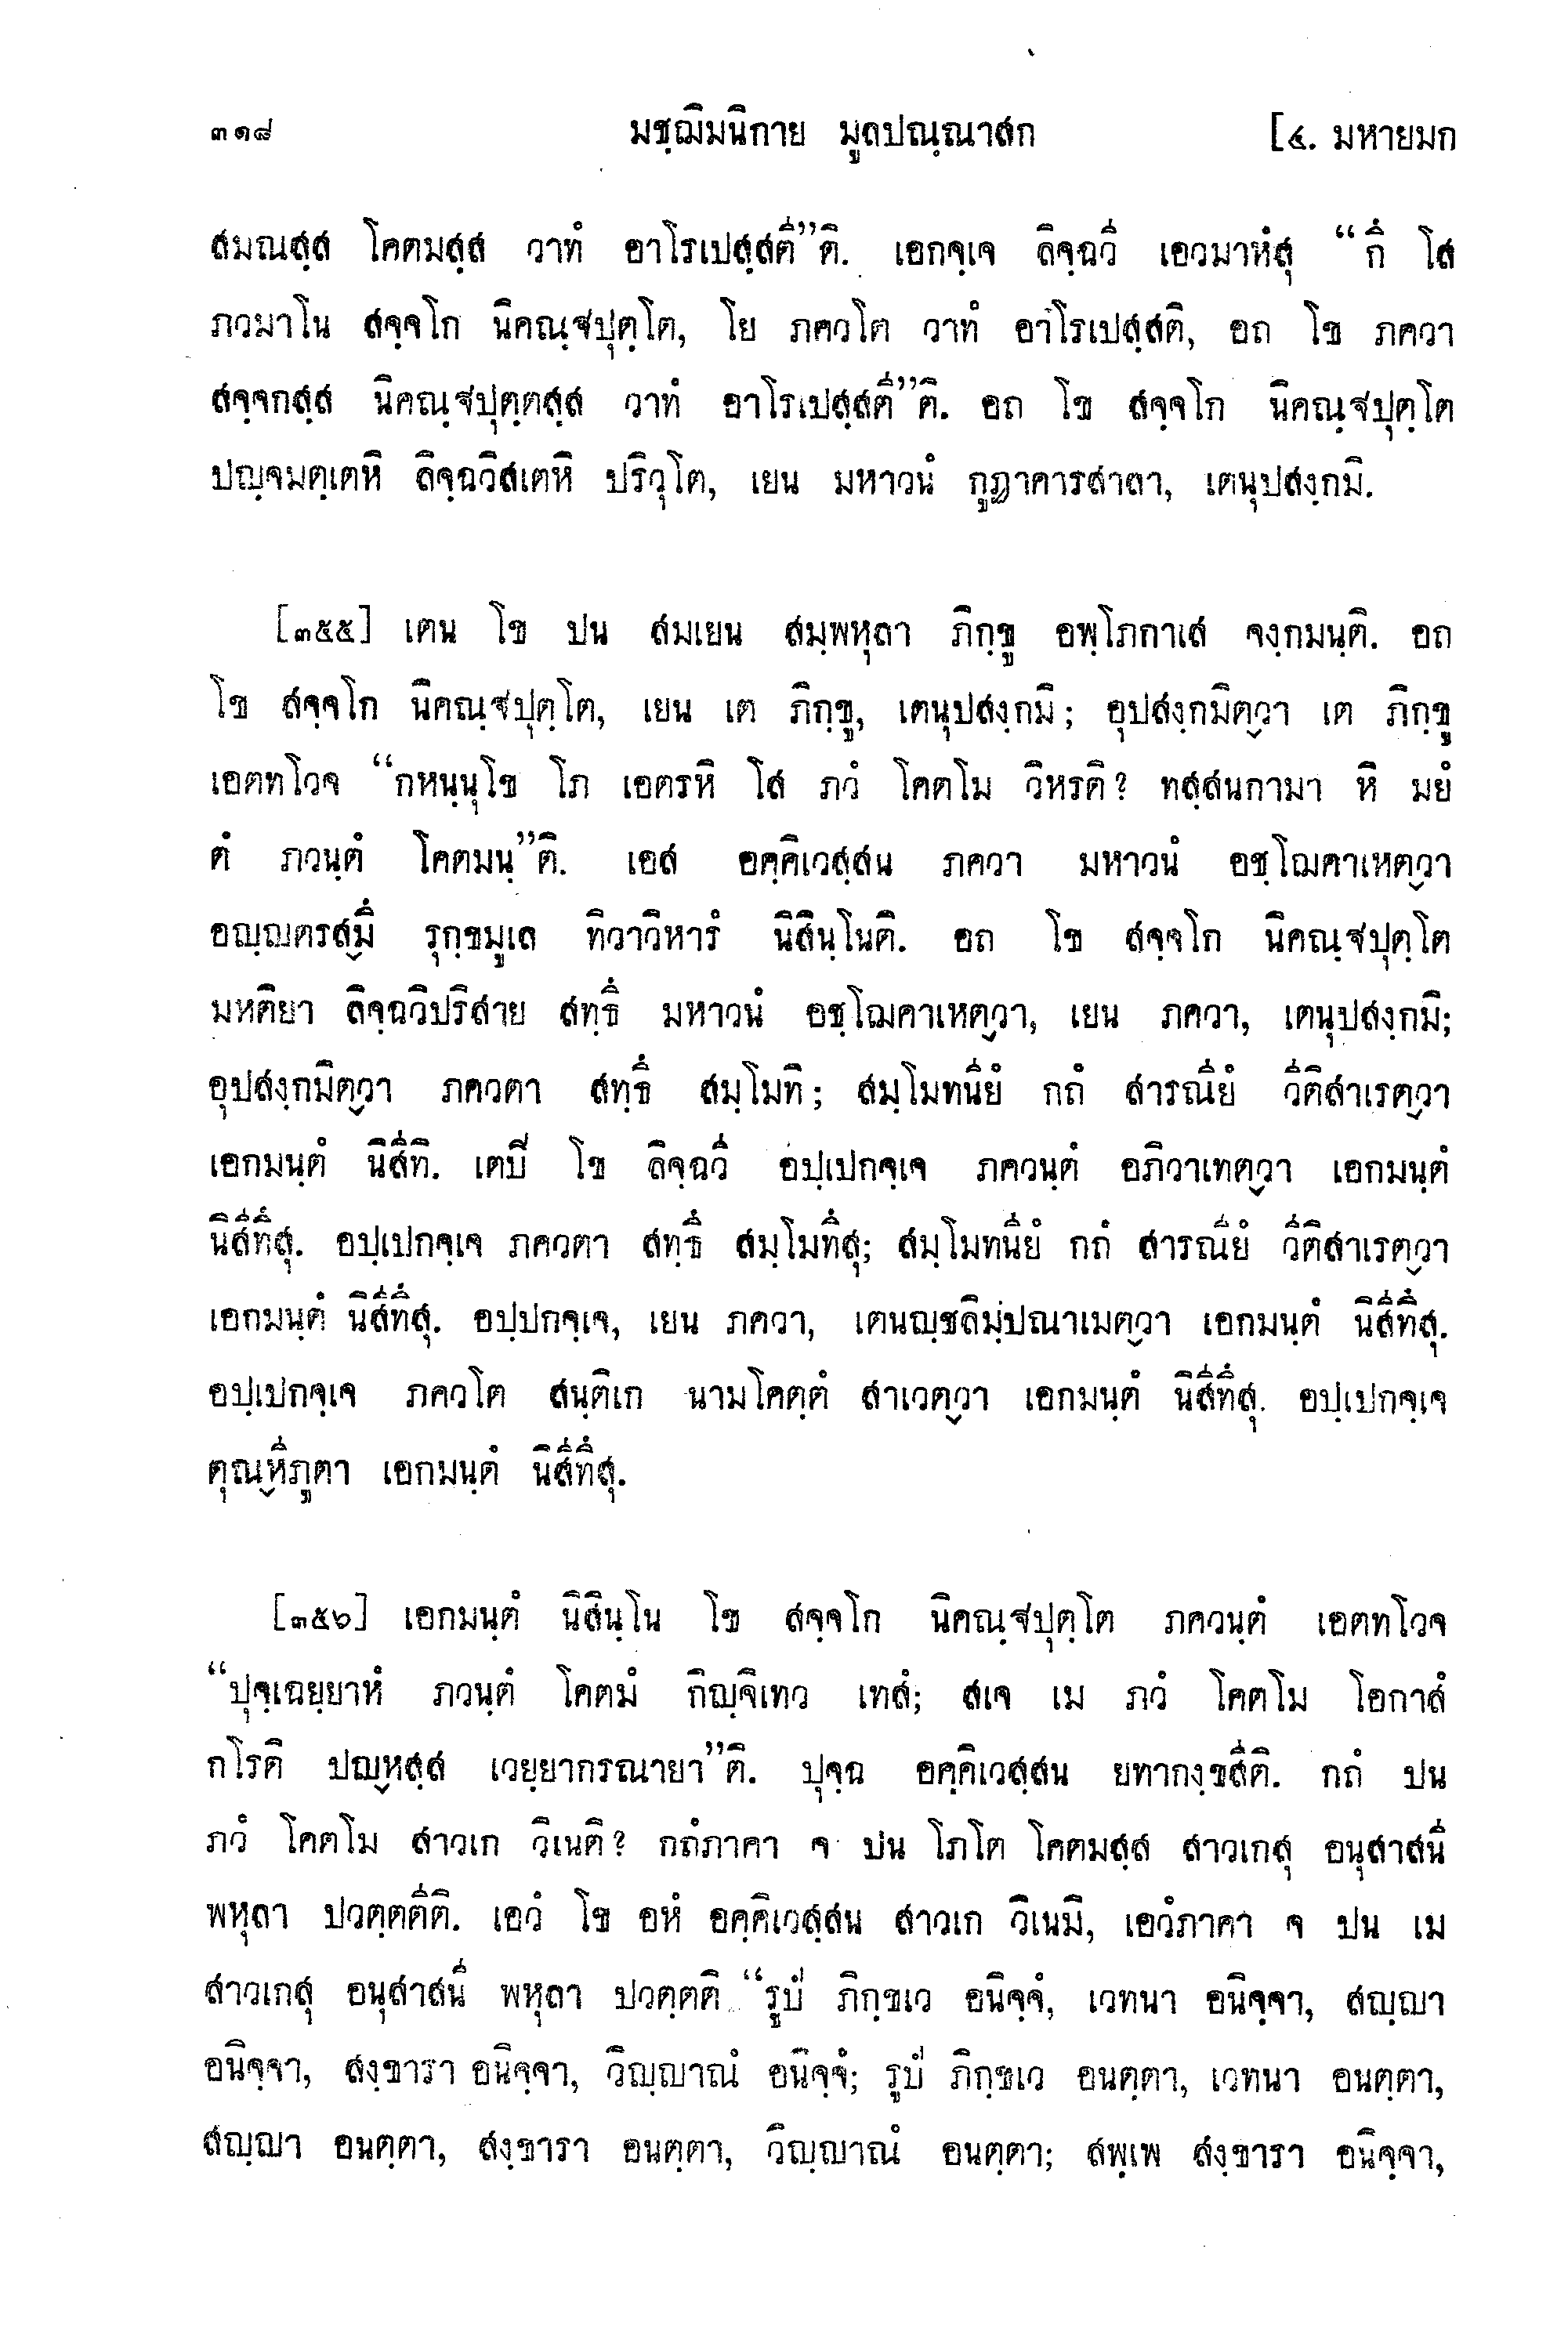 ๓๑๘ มชฺฌิมนิกาย มูลปณฺณาสก [๔. มหายมก
สมณสฺส โคตมสฺส วาทํ อาโรเปสฺสตี”ติ. เอกจฺเจ ลิจฺฉวี เอวมาหํสุ “กึ โส
ภวมาโน สจฺจโก นิคณฺฐปุตฺโต, โย ภควโต วาทํ อาโรเปสฺสติ, อถ โข ภควา
สจฺจกสฺส นิคณฺฐปุตฺตสฺส วาทํ อาโรเปสฺสตี”ติ. อถ โข สจฺจโก นิคณฺฐปุตฺโต
ปญฺจมตฺเตหิ ลิจฺฉวิสเตหิ ปริวุโต, เยน มหาวนํ กูฏาคารสาลา, เตนุปสงฺกมิ.
[๓๕๕] เตน โข ปน สมเยน สมฺพหุลา ภิกฺขู อพฺโภกาเส จงฺกมนฺติ. อถ
โข สจฺจโก นิคณฺฐปุตฺโต, เยน เต ภิกฺขู, เตนุปสงฺกมิ; อุปสงฺกมิตฺวา เต ภิกฺขู
เอตทโวจ “กหนฺนุโข โภ เอตรหิ โส ภวํ โคตโม วิหรติ? ทสฺสนกามา หิ มยํ
ตํ ภวนฺตํ โคตมนฺ”ติ. เอส อคฺคิเวสฺสน ภควา มหาวนํ อชฺโฌคาเหตฺวา
อญฺญตรสฺมึ รุกฺขมูเล ทิวาวิหารํ นิสินฺโนติ. อถ โข สจฺจโก นิคณฺฐปุตฺโต
มหติยา ลิจฺฉวิปริสาย สทฺธึ มหาวนํ อชฺโฌคาเหตฺวา, เยน ภควา, เตนุปสงฺกมิ;
อุปสงฺกมิตฺวา ภควตา สทฺธึ สมฺโมทิ; สมฺโมทนียํ กถํ สารณียํ วีติสาเรตฺวา
เอกมนฺตํ นิสีทิ. เตปิ โข ลิจฺฉวี อปฺเปกจฺเจ ภควนฺตํ อภิวาเทตฺวา เอกมนฺตํ
นิสีทึสุ. อปฺเปกจฺเจ ภควตา สทฺธึ สมฺโมทึสุ; สมฺโมทนียํ กถํ สารณียํ วีติสาเรตฺวา
เอกมนฺตํ นิสีทึสุ. อปฺปกจฺเจ, เยน ภควา, เตนญฺชลิมฺปณาเมตฺวา เอกมนฺตํ นิสีทึสุ.
อปฺเปกจฺเจ ภควโต สนฺติเก นามโคตฺตํ สาเวตฺวา เอกมนฺตํ นิสีทึสุ. อปฺเปกจฺเจ
ตุณฺหีภูตา เอกมนฺตํ นิสีทึสุ.
[๓๕๖] เอกมนฺตํ นิสินฺโน โข สจฺจโก นิคณฺฐปุตฺโต ภควนฺตํ เอตทโวจ
“ปุจฺเฉยฺยาหํ ภวนฺตํ โคตมํ กิญฺจิเทว เทสํ; สเจ เม ภวํ โคตโม โอกาสํ
กโรติ ปญฺหสฺส เวยฺยากรณายา”ติ. ปุจฺฉ อคฺคิเวสฺสน ยทากงฺขสีติ. กถํ ปน
ภวํ โคตโม สาวเก วิเนติ? กถํภาคา จ ปน โภโต โคตมสฺส สาวเกสุ อนุสาสนี
พหุลา ปวตฺตตีติ. เอวํ โข อหํ อคฺคิเวสฺสน สาวเก วิเนมิ, เอวํภาคา จ ปน เม
สาวเกสุ อนุสาสนี พหุลา ปวตฺตติ “รูปํ ภิกฺขเว อนิจฺจํ, เวทนา อนิจฺจา, สญฺญา
อนิจฺจา, สงฺขารา อนิจฺจา, วิญฺญาณํ อนิจฺจํ; รูปํ ภิกฺขเว อนตฺตา, เวทนา อนตฺตา,
สญฺญา อนตฺตา, สงฺขารา อนตฺตา, วิญฺญาณํ อนตฺตา; สพฺเพ สงฺขารา อนิจฺจา,